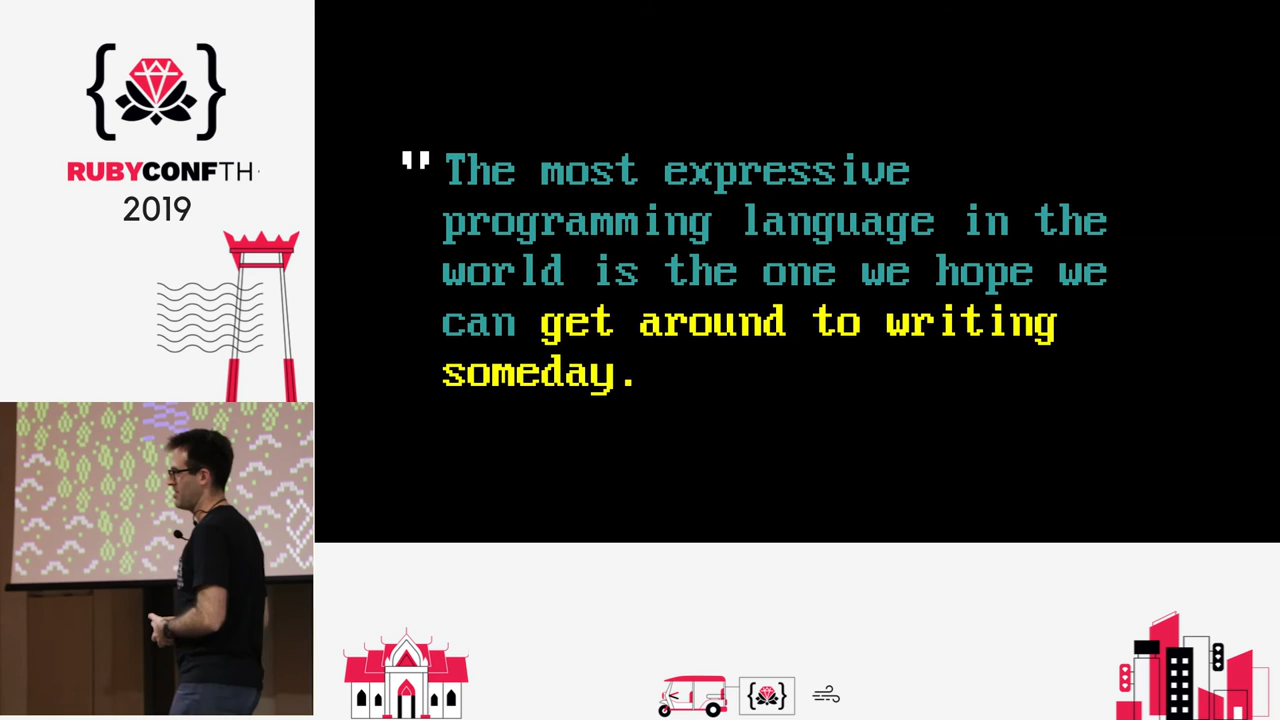 RUBYCONFTH
2019
"The most expressive
programming language in the
world is the one we hope we
can get around to writing
someday.